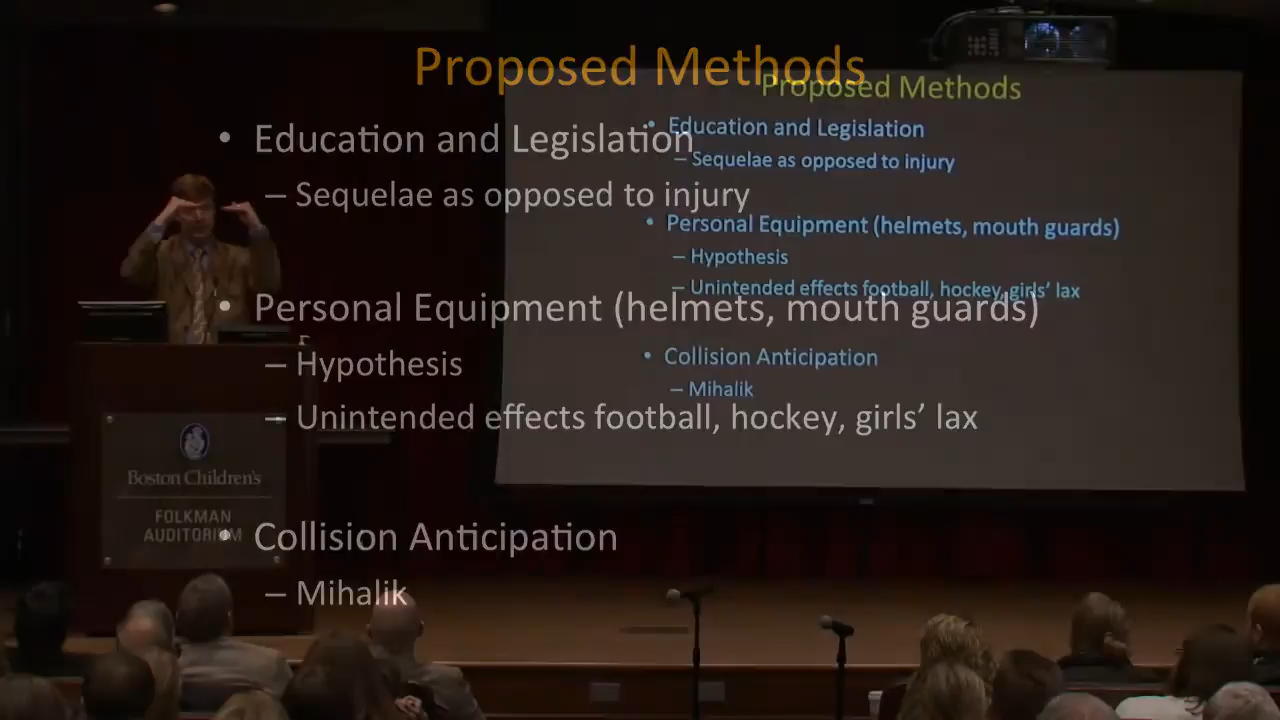 Proposed Methods
• Education and Legislation
– Sequelae as opposed to injury
• Personal Equipment (helmets, mouth guards)
– Hypothesis
– Unintended effects football, hockey, girls’ lax
• Collision Anticipation
– Mihalik
Proposed Methods
• Education and Legislation
– Sequelae as opposed to injury
• Personal Equipment (helmets, mouth guards)
– Hypothesis
– Unintended effects football, hockey, girls’ lax
• Collision Anticipation
– Mihalik
Boston Children's
FOLKMAN
AUDITORIUM